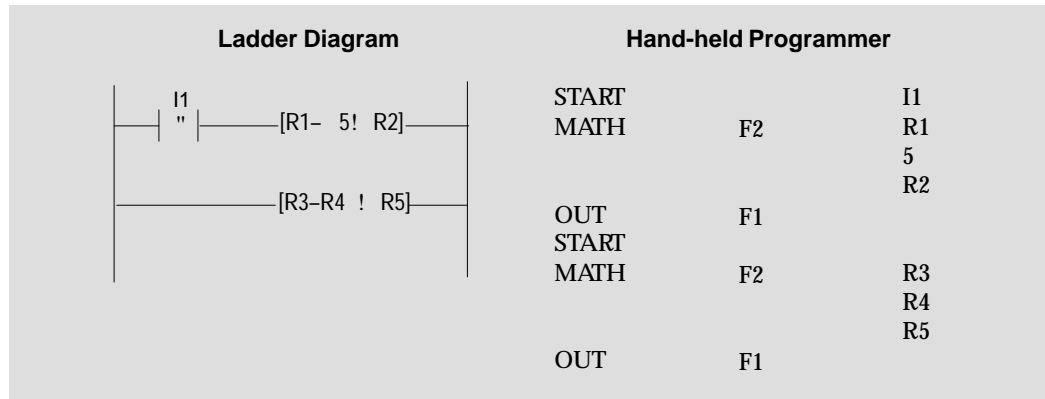 Ladder Diagram
I1
"
[R1– 5! R2]
[R3–R4 ! R5]
Hand-held Programmer
START I1
MATH F2 R1
5
R2
OUT F1
START
MATH F2 R3
R4
R5
OUT F1